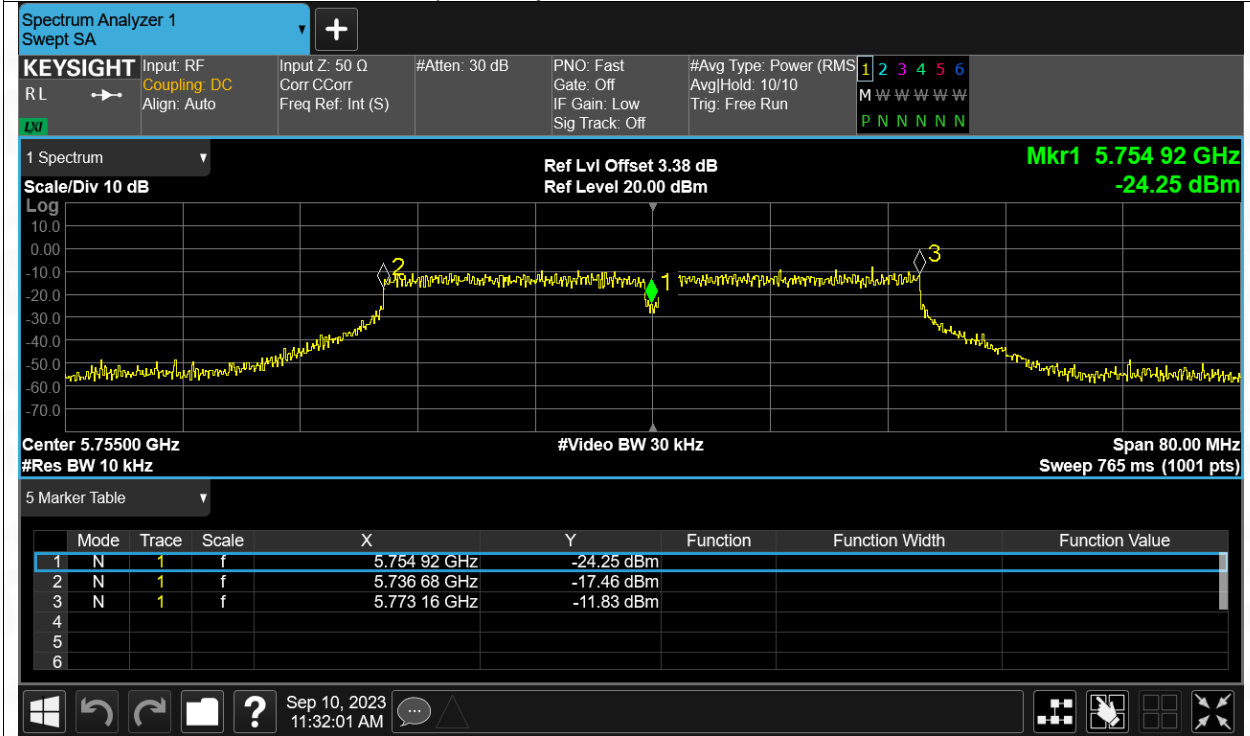 Spectrum Analyzer 1
Swept SA
+
KEYSIGHT Input: RF Input Z: 50 Ω #Atten: 30 dB PNO: Fast #Avg Type: Power (RMS 1 2 3 4 5 6
R L Coupling: DC Corr CCorr Gate: Off Avg|Hold: 10/10 M W W W W W
Align: Auto Freq Ref: Int (S) IF Gain: Low Trig: Free Run
LXI Sig Track: Off P N N N N N
1 Spectrum Ref Lvl Offset 3.38 dB Mkr1 5.754 92 GHz
Scale/Div 10 dB Ref Level 20.00 dBm -24.25 dBm
Log
10.0
0.00
-10.0
-20.0
-30.0
-40.0
-50.0
-60.0
-70.0
2
1
3
Center 5.75500 GHz #Video BW 30 kHz Span 80.00 MHz
#Res BW 10 kHz Sweep 765 ms (1001 pts)
5 Marker Table
Mode Trace Scale X Y Function Function Width Function Value
1 N 1 f 5.754 92 GHz -24.25 dBm
2 N 1 f 5.736 68 GHz -17.46 dBm
3 N 1 f 5.773 16 GHz -11.83 dBm
4
5
6
? Sep 10, 2023
11:32:01 AM